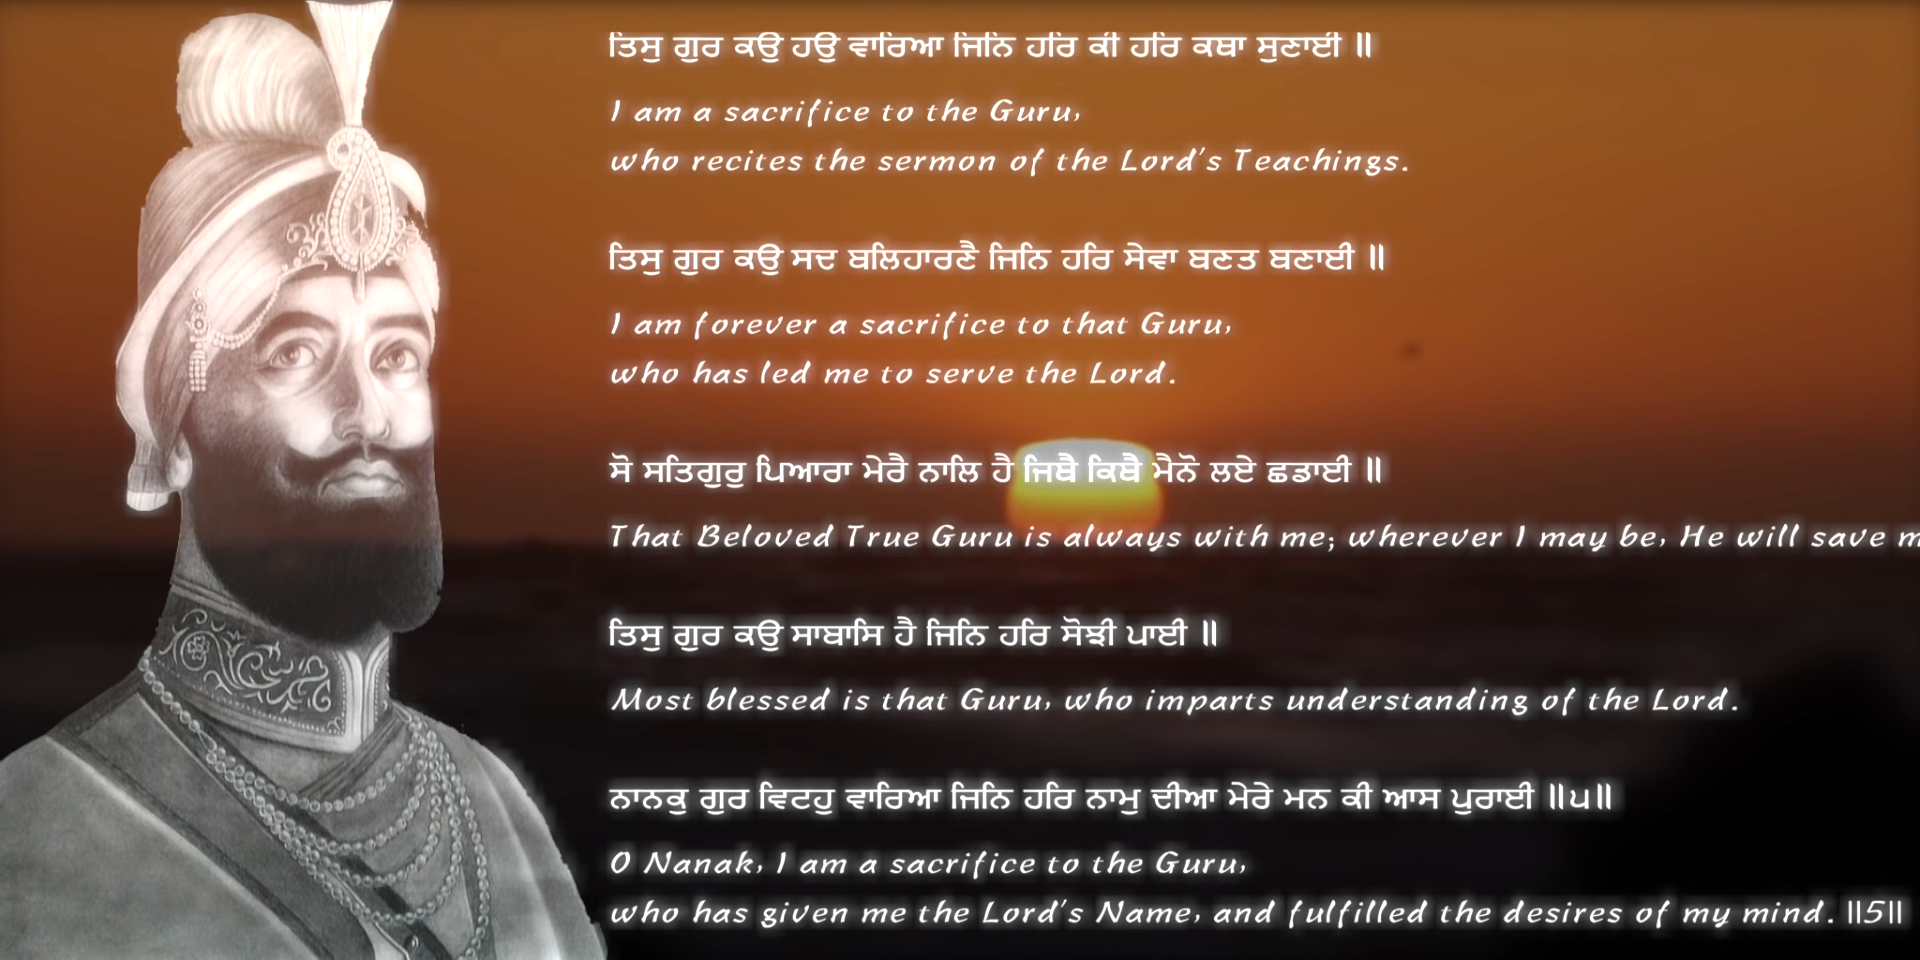 ਤਿਸੁ ਗੁਰ ਕਉ ਹਉ ਵਾਰਿਆ ਜਿਨਿ ਹਰਿ ਕੀ ਹਰਿ ਕਥਾ ਸੁਣਾਈ ॥
I am a sacrifice to the Guru,
who recites the sermon of the Lord's Teachings.
ਤਿਸੁ ਗੁਰ ਕਉ ਸਦ ਬਲਿਹਾਰਣੈ ਜਿਨਿ ਹਰਿ ਸੇਵਾ ਬਣਤ ਬਣਾਈ ॥
I am forever a sacrifice to that Guru,
who has led me to serve the Lord.
ਸੋ ਸਤਿਗੁਰੁ ਪਿਆਰਾ ਮੇਰੈ ਨਾਲਿ ਹੈ ਜਿਥੈ ਕਿਥੈ ਮੈਨੋ ਲਏ ਛਡਾਈ ॥
That Beloved True Guru is always with me; wherever I may be, He will save
ਤਿਸੁ ਗੁਰ ਕਉ ਸਾਬਾਸਿ ਹੈ ਜਿਨਿ ਹਰਿ ਸੋਝੀ ਪਾਈ ॥
Most blessed is that Guru, who imparts understanding of the Lord.
ਨਾਨਕੁ ਗੁਰ ਵਿਟਹੁ ਵਾਰਿਆ ਜਿਨਿ ਹਰਿ ਨਾਮੁ ਦੀਆ ਮੇਰੇ ਮਨ ਕੀ ਆਸ ਪੁਰਾਈ ॥੫॥
O Nanak, I am a sacrifice to the Guru,
who has given me the Lord's Name, and fulfilled the desires of my mind. ||5||